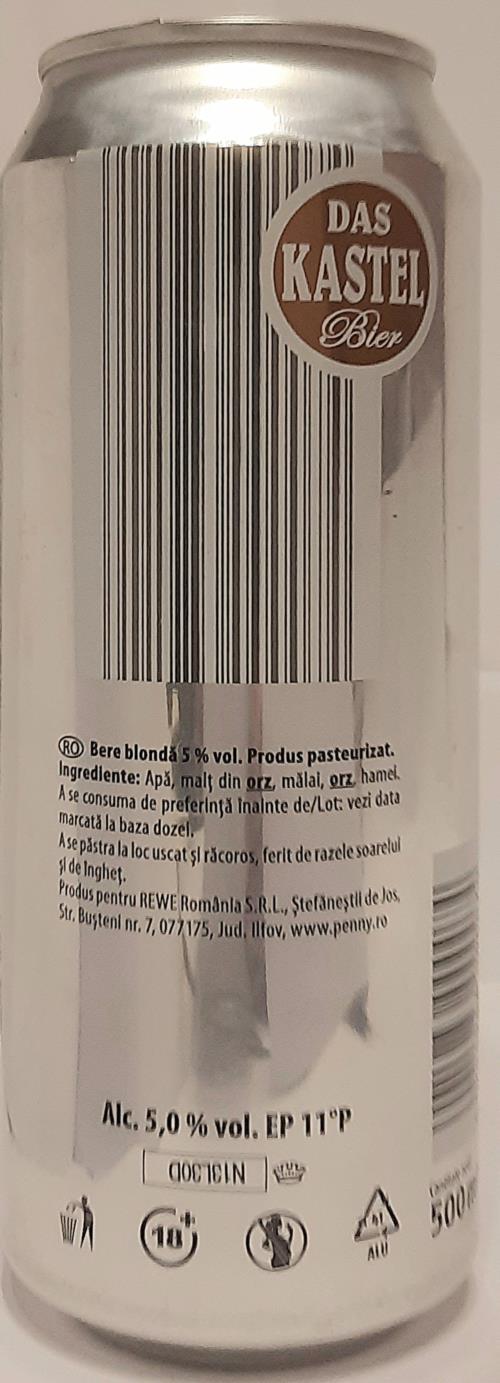 DAS
KASTEL
Bier
RO Bere blondă 5 % vol. Produs pasteurizat.
Ingrediente: Apă, malț din orz, mălai, orz, hamei.
A se consuma de preferință înainte de/Lot: vezi data
marcată la baza dozei.
A se păstra la loc uscat și răcoros, ferit de razele soarelui
și de îngheț.
Produs pentru REWE România S.R.L., Ștefăneștii de Jos,
Str. Bușteni nr. 7, 077175, Jud. Ilfov, www.penny.ro
Alc. 5,0 % vol. EP 11°P
18+
ALU
500